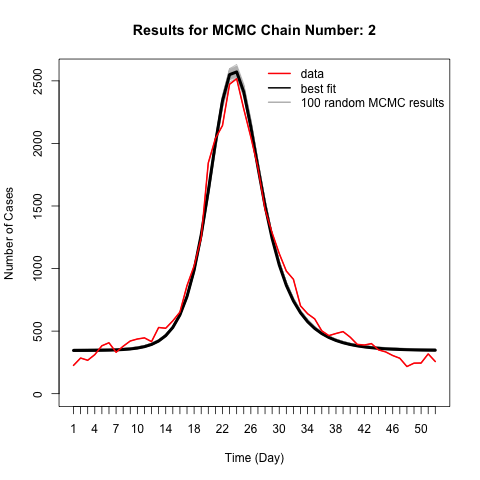 Results for MCMC Chain Number: 2
data
best fit
100 random MCMC results
Number of Cases
2500
2000
1500
1000
500
0
1 4 7 10 14 18 22 26 30 34 38 42 46 50
Time (Day)